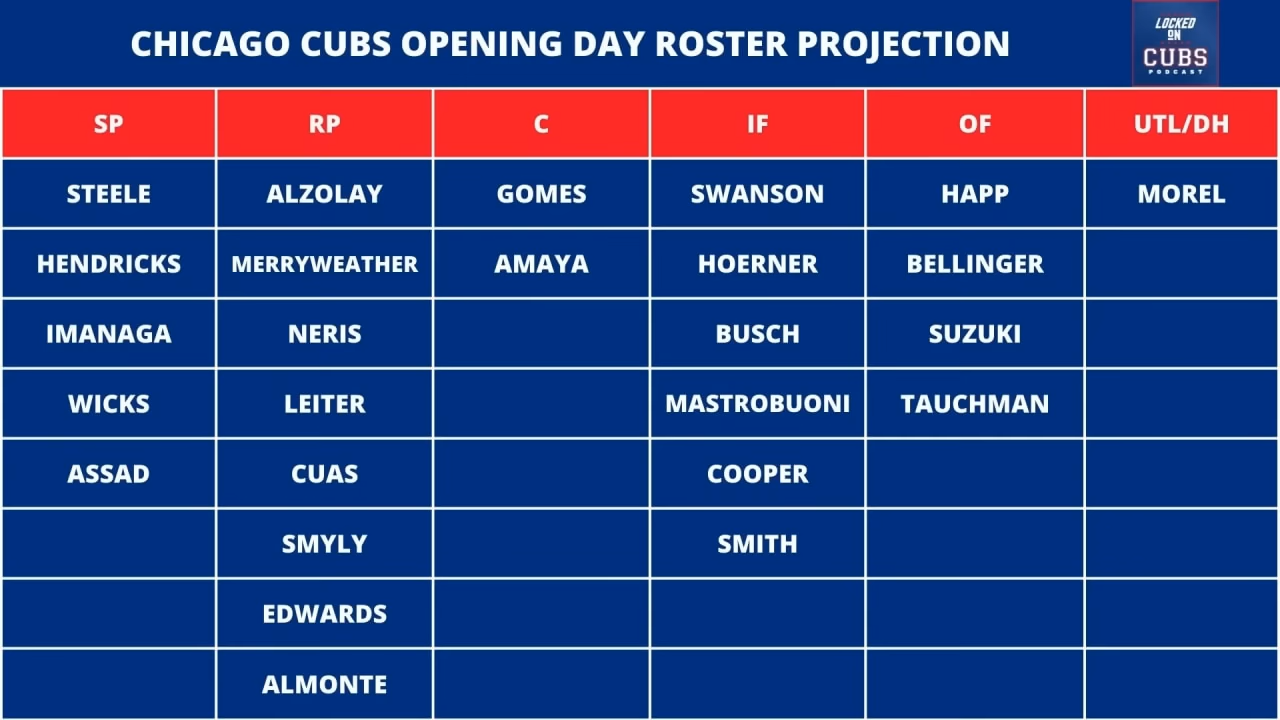 CHICAGO CUBS OPENING DAY ROSTER PROJECTION
LOCKED
ON
CUBS
PODCAST
SP RP C IF OF UTL/DH
STEELE ALZOLAY GOMES SWANSON HAPP MOREL
HENDRICKS MERRYWEATHER AMAYA HOERNER BELLINGER
IMANAGA NERIS BUSCH SUZUKI
WICKS LEITER MASTROBUONI TAUCHMAN
ASSAD CUAS COOPER
SMYLY SMITH
EDWARDS
ALMONTE